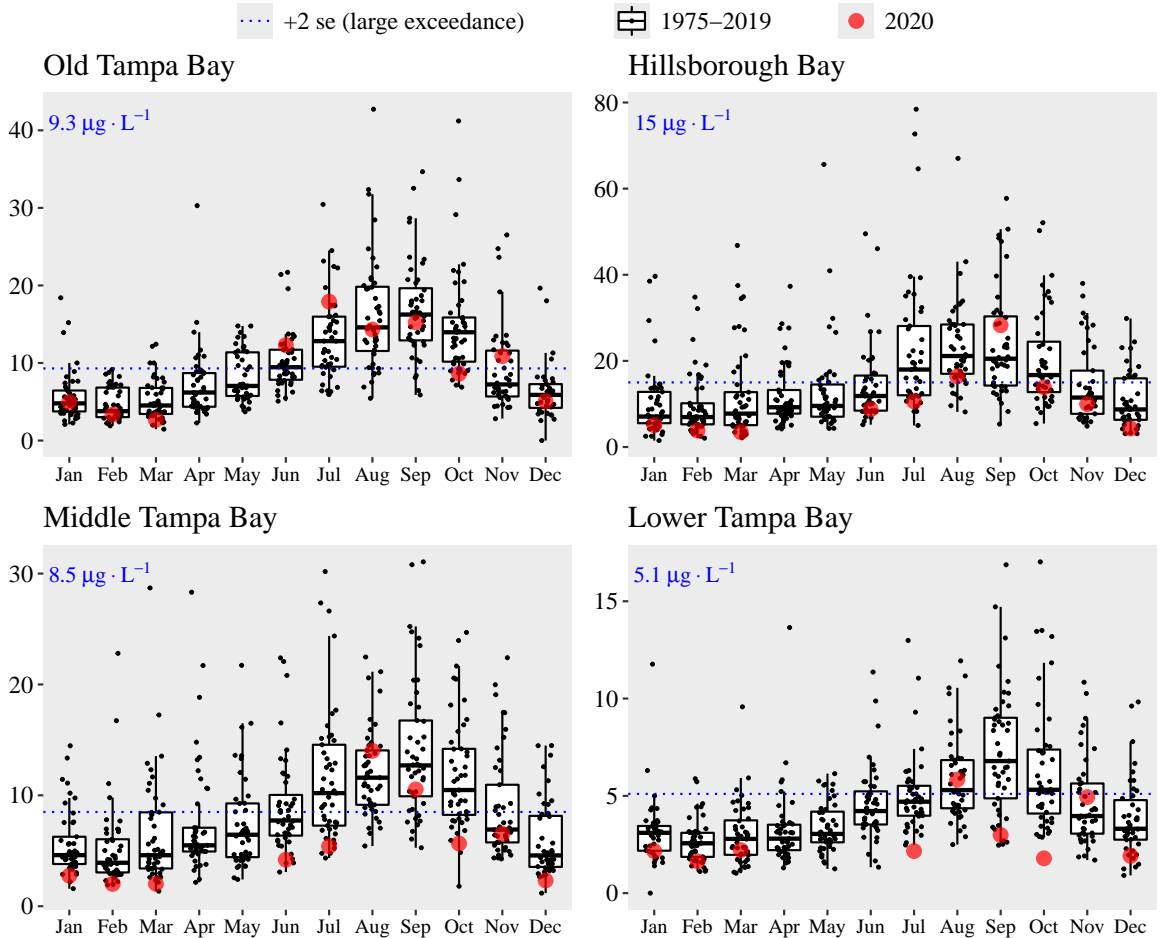 +2 se (large exceedance) 1975−2019 2020
Old Tampa Bay
9.3 μg · L−1
40
30
20
10
0
Jan Feb Mar Apr May Jun Jul Aug Sep Oct Nov Dec
Hillsborough Bay
15 μg · L−1
80
60
40
20
0
Jan Feb Mar Apr May Jun Jul Aug Sep Oct Nov Dec
Middle Tampa Bay
8.5 μg · L−1
30
20
10
0
Jan Feb Mar Apr May Jun Jul Aug Sep Oct Nov Dec
Lower Tampa Bay
5.1 μg · L−1
15
10
5
0
Jan Feb Mar Apr May Jun Jul Aug Sep Oct Nov Dec